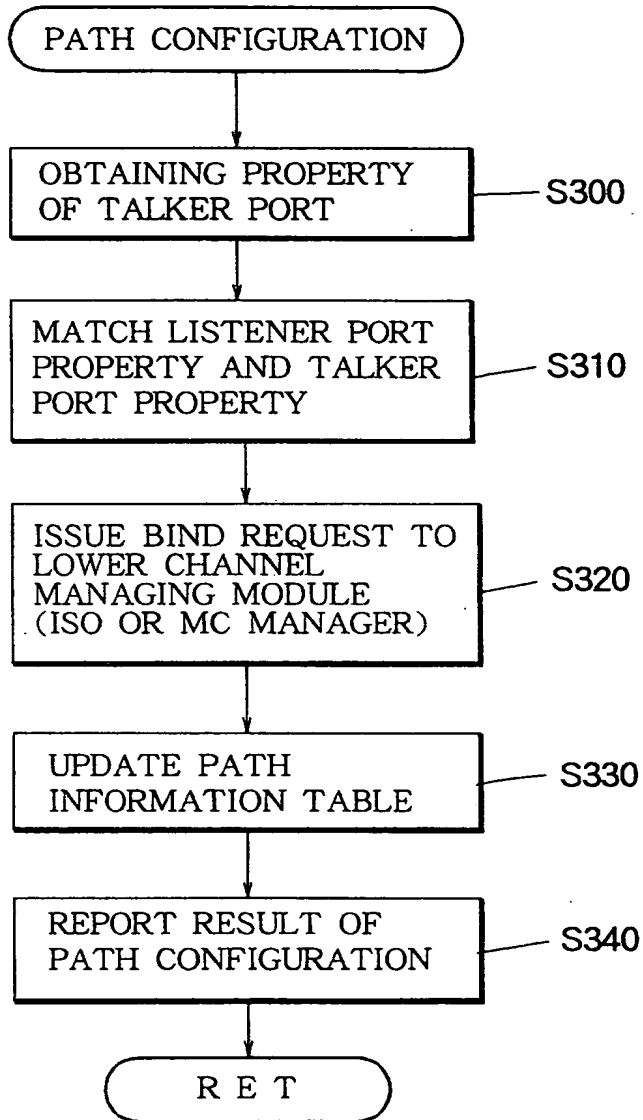 PATH CONFIGURATION
OBTAINING PROPERTY
OF TALKER PORT
S300
MATCH LISTENER PORT
PROPERTY AND TALKER
PORT PROPERTY
S310
ISSUE BIND REQUEST TO
LOWER CHANNEL
MANAGING MODULE
(ISO OR MC MANAGER)
S320
UPDATE PATH
INFORMATION TABLE
S330
REPORT RESULT OF
PATH CONFIGURATION
S340
R E T